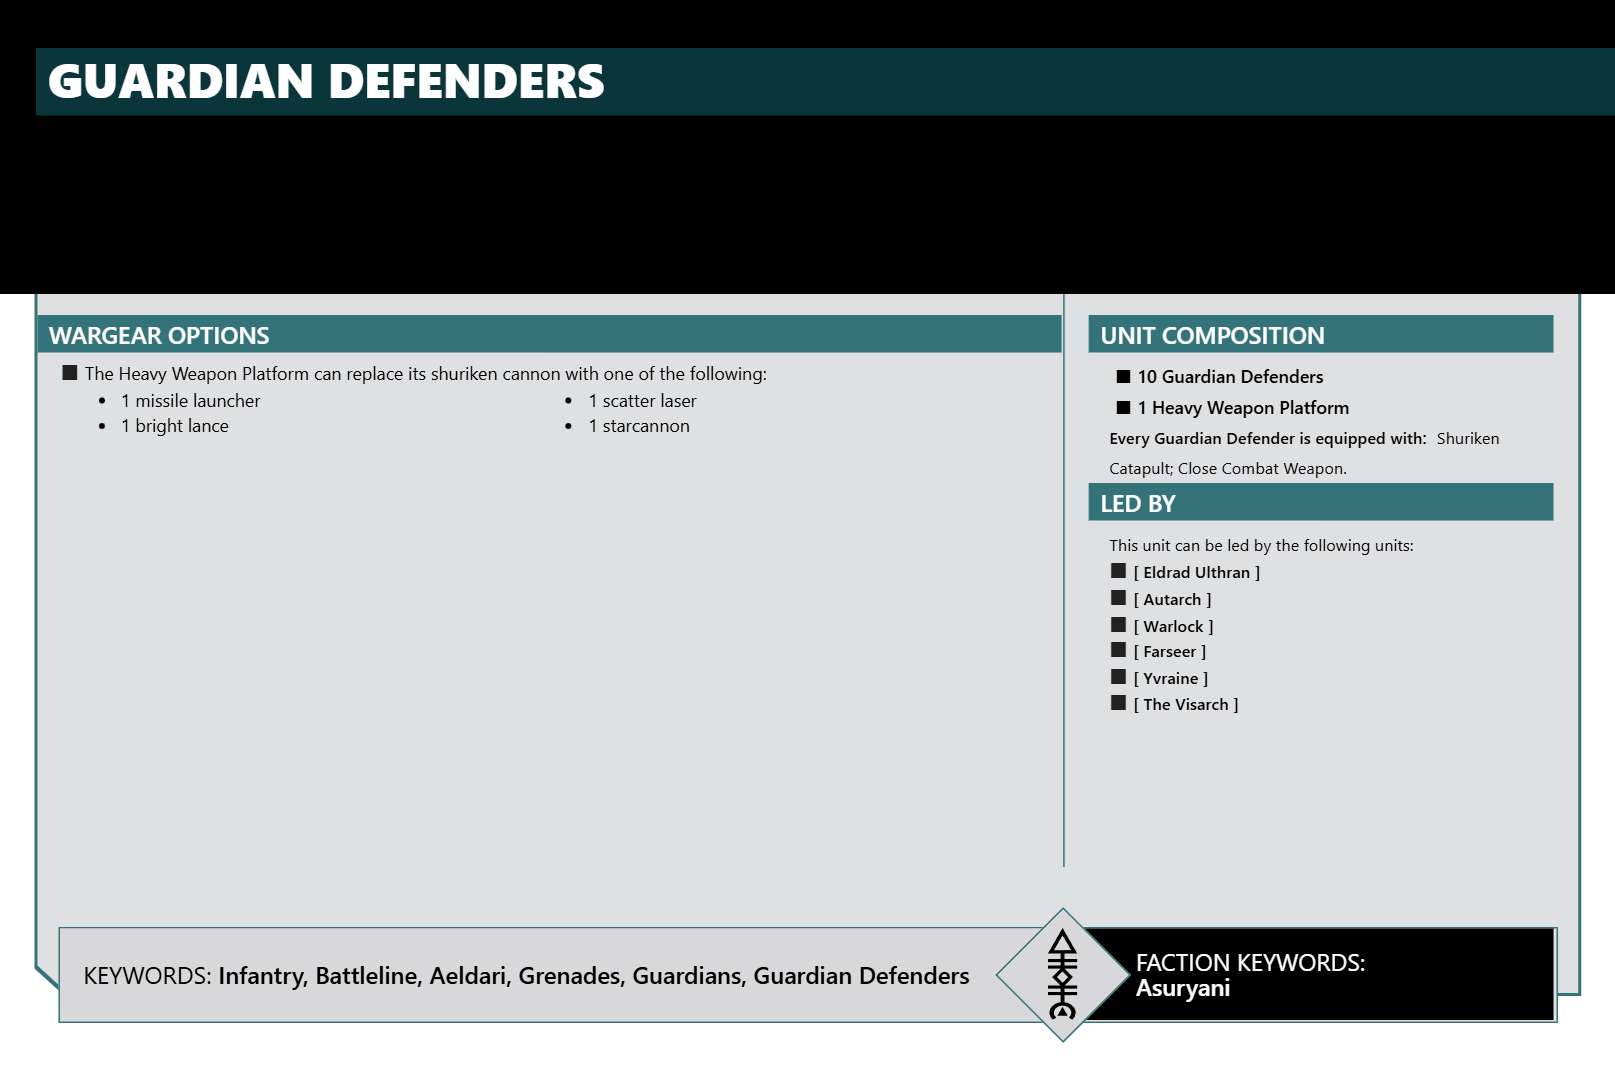 GUARDIAN DEFENDERS
WARGEAR OPTIONS
■ The Heavy Weapon Platform can replace its shuriken cannon with one of the following:
• 1 missile launcher
• 1 bright lance
• 1 scatter laser
• 1 starcannon
UNIT COMPOSITION
■ 10 Guardian Defenders
■ 1 Heavy Weapon Platform
Every Guardian Defender is equipped with: Shuriken
Catapult; Close Combat Weapon.
LED BY
This unit can be led by the following units:
■ [ Eldrad Ulthran ]
■ [ Autarch ]
■ [ Warlock ]
■ [ Farseer ]
■ [ Yvraine ]
■ [ The Visarch ]
KEYWORDS: Infantry, Battleline, Aeldari, Grenades, Guardians, Guardian Defenders
FACTION KEYWORDS:
Asuryani